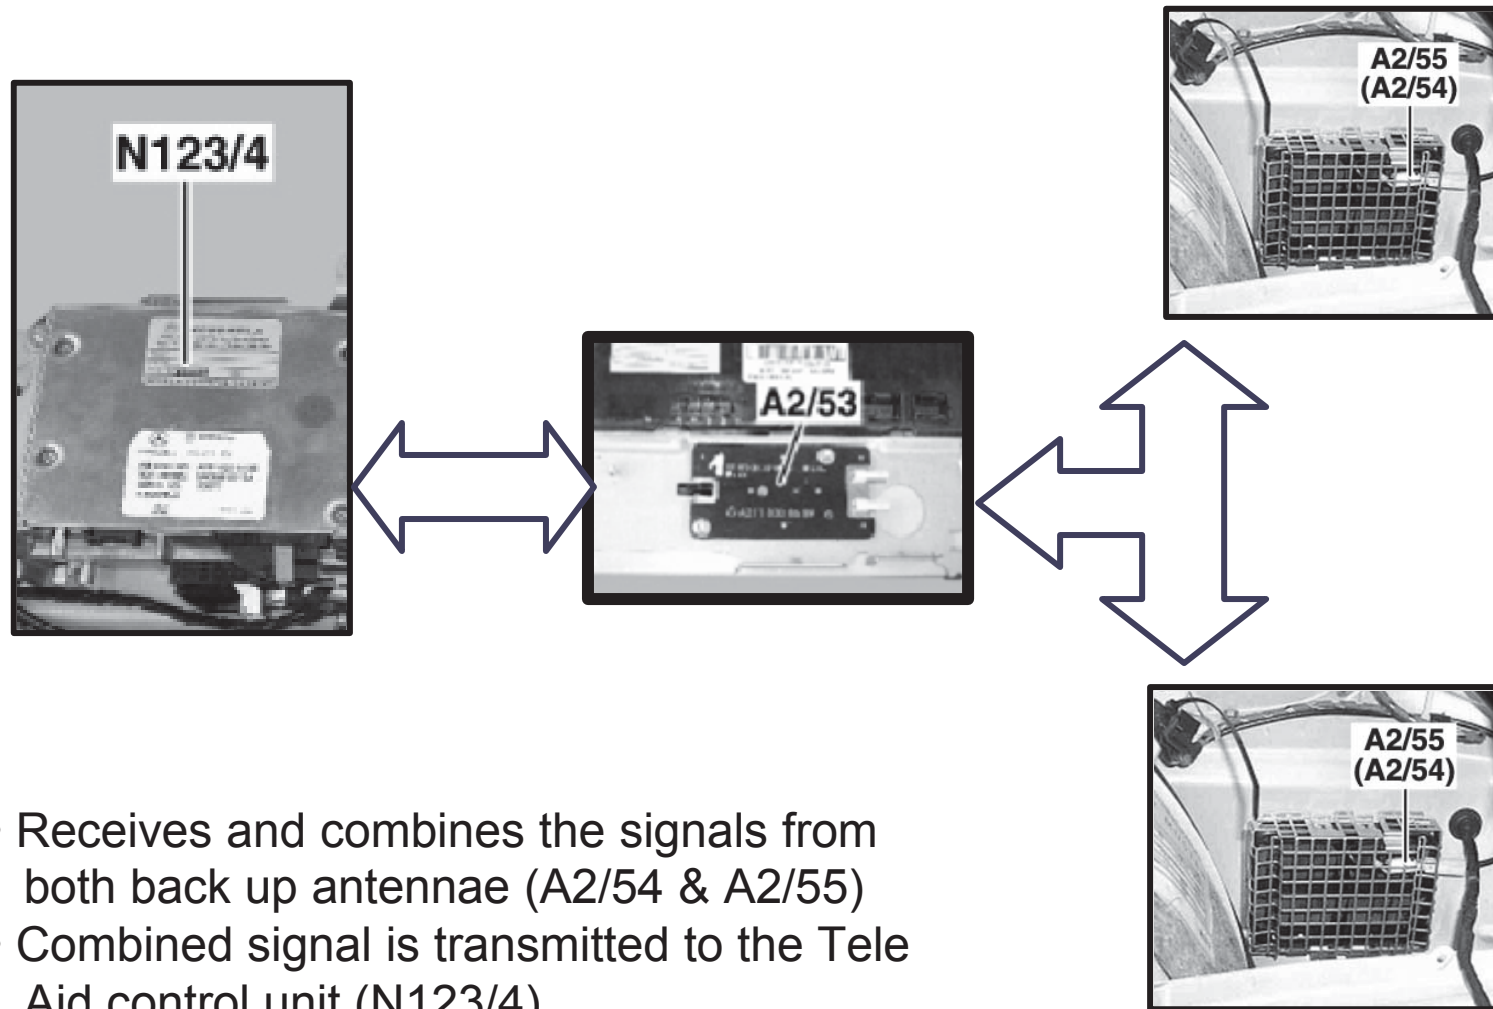 A2/55
(A2/54)
N123/4
A2/53
A2/55
(A2/54)
Receives and combines the signals from
both back up antennae (A2/54 & A2/55)
Combined signal is transmitted to the Tele
Aid control unit (N123/4)